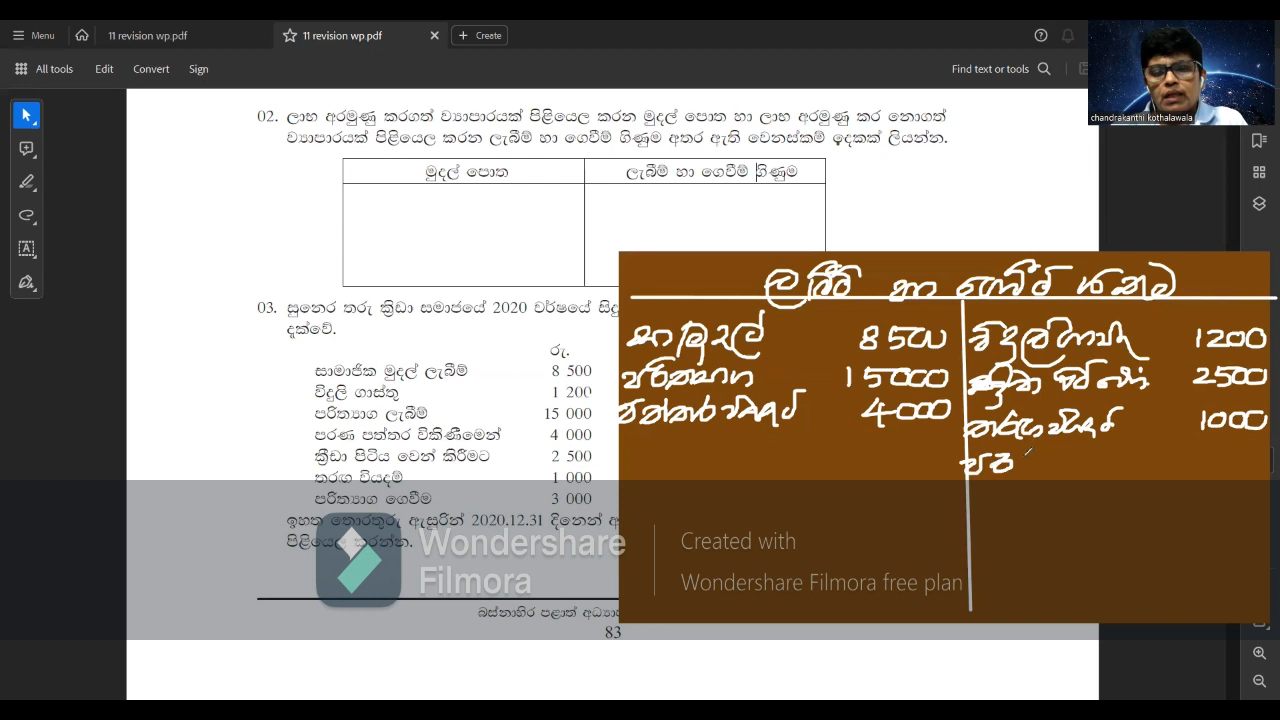 Menu
11 revision wp.pdf
11 revision wp.pdf
Create
All tools
Edit
Convert
Sign
Find text or tools
chandrakanthi kothalawala
02. ලාභ අරමුණු කරගත් ව්‍යාපාරයක් පිළියෙල කරන මුදල් පොත හා ලාභ අරමුණු කර නොගත්
ව්‍යාපාරයක් පිළියෙල කරන ලැබීම් හා ගෙවීම් ගිණුම අතර ඇති වෙනස්කම් දෙකක් ලියන්න.
මුදල් පොත
ලැබීම් හා ගෙවීම් ගිණුම
03. සුනෙර තරු ක්‍රිඩා සමාජයේ 2020 වර්ෂයේ සිදු
දැක්වේ.
රු.
සාමාජික මුදල් ලැබීම් 8 500
විදුලි ගාස්තු 1 200
පරිත්‍යාග ලැබීම් 15 000
පරණ පත්තර විකිණීමෙන් 4 000
ක්‍රීඩා පිටිය වෙන් කිරීමට 2 500
තරඟ වියදම් 1 000
පරිත්‍යාග ගෙවීම 3 000
ඉහත තොරතුරු ඇසුරින් 2020.12.31 දිනෙන් අ
පිළියෙල කරන්න.
බස්නාහිර පළාත් අධ්‍යාප
83
හා ගෙවීම්
සා මුදල් 8500
1200
පරිත්‍යාග 15000
2500
පත්තර 4000
1000
Wondershare
Filmora
Created with
Wondershare Filmora free plan